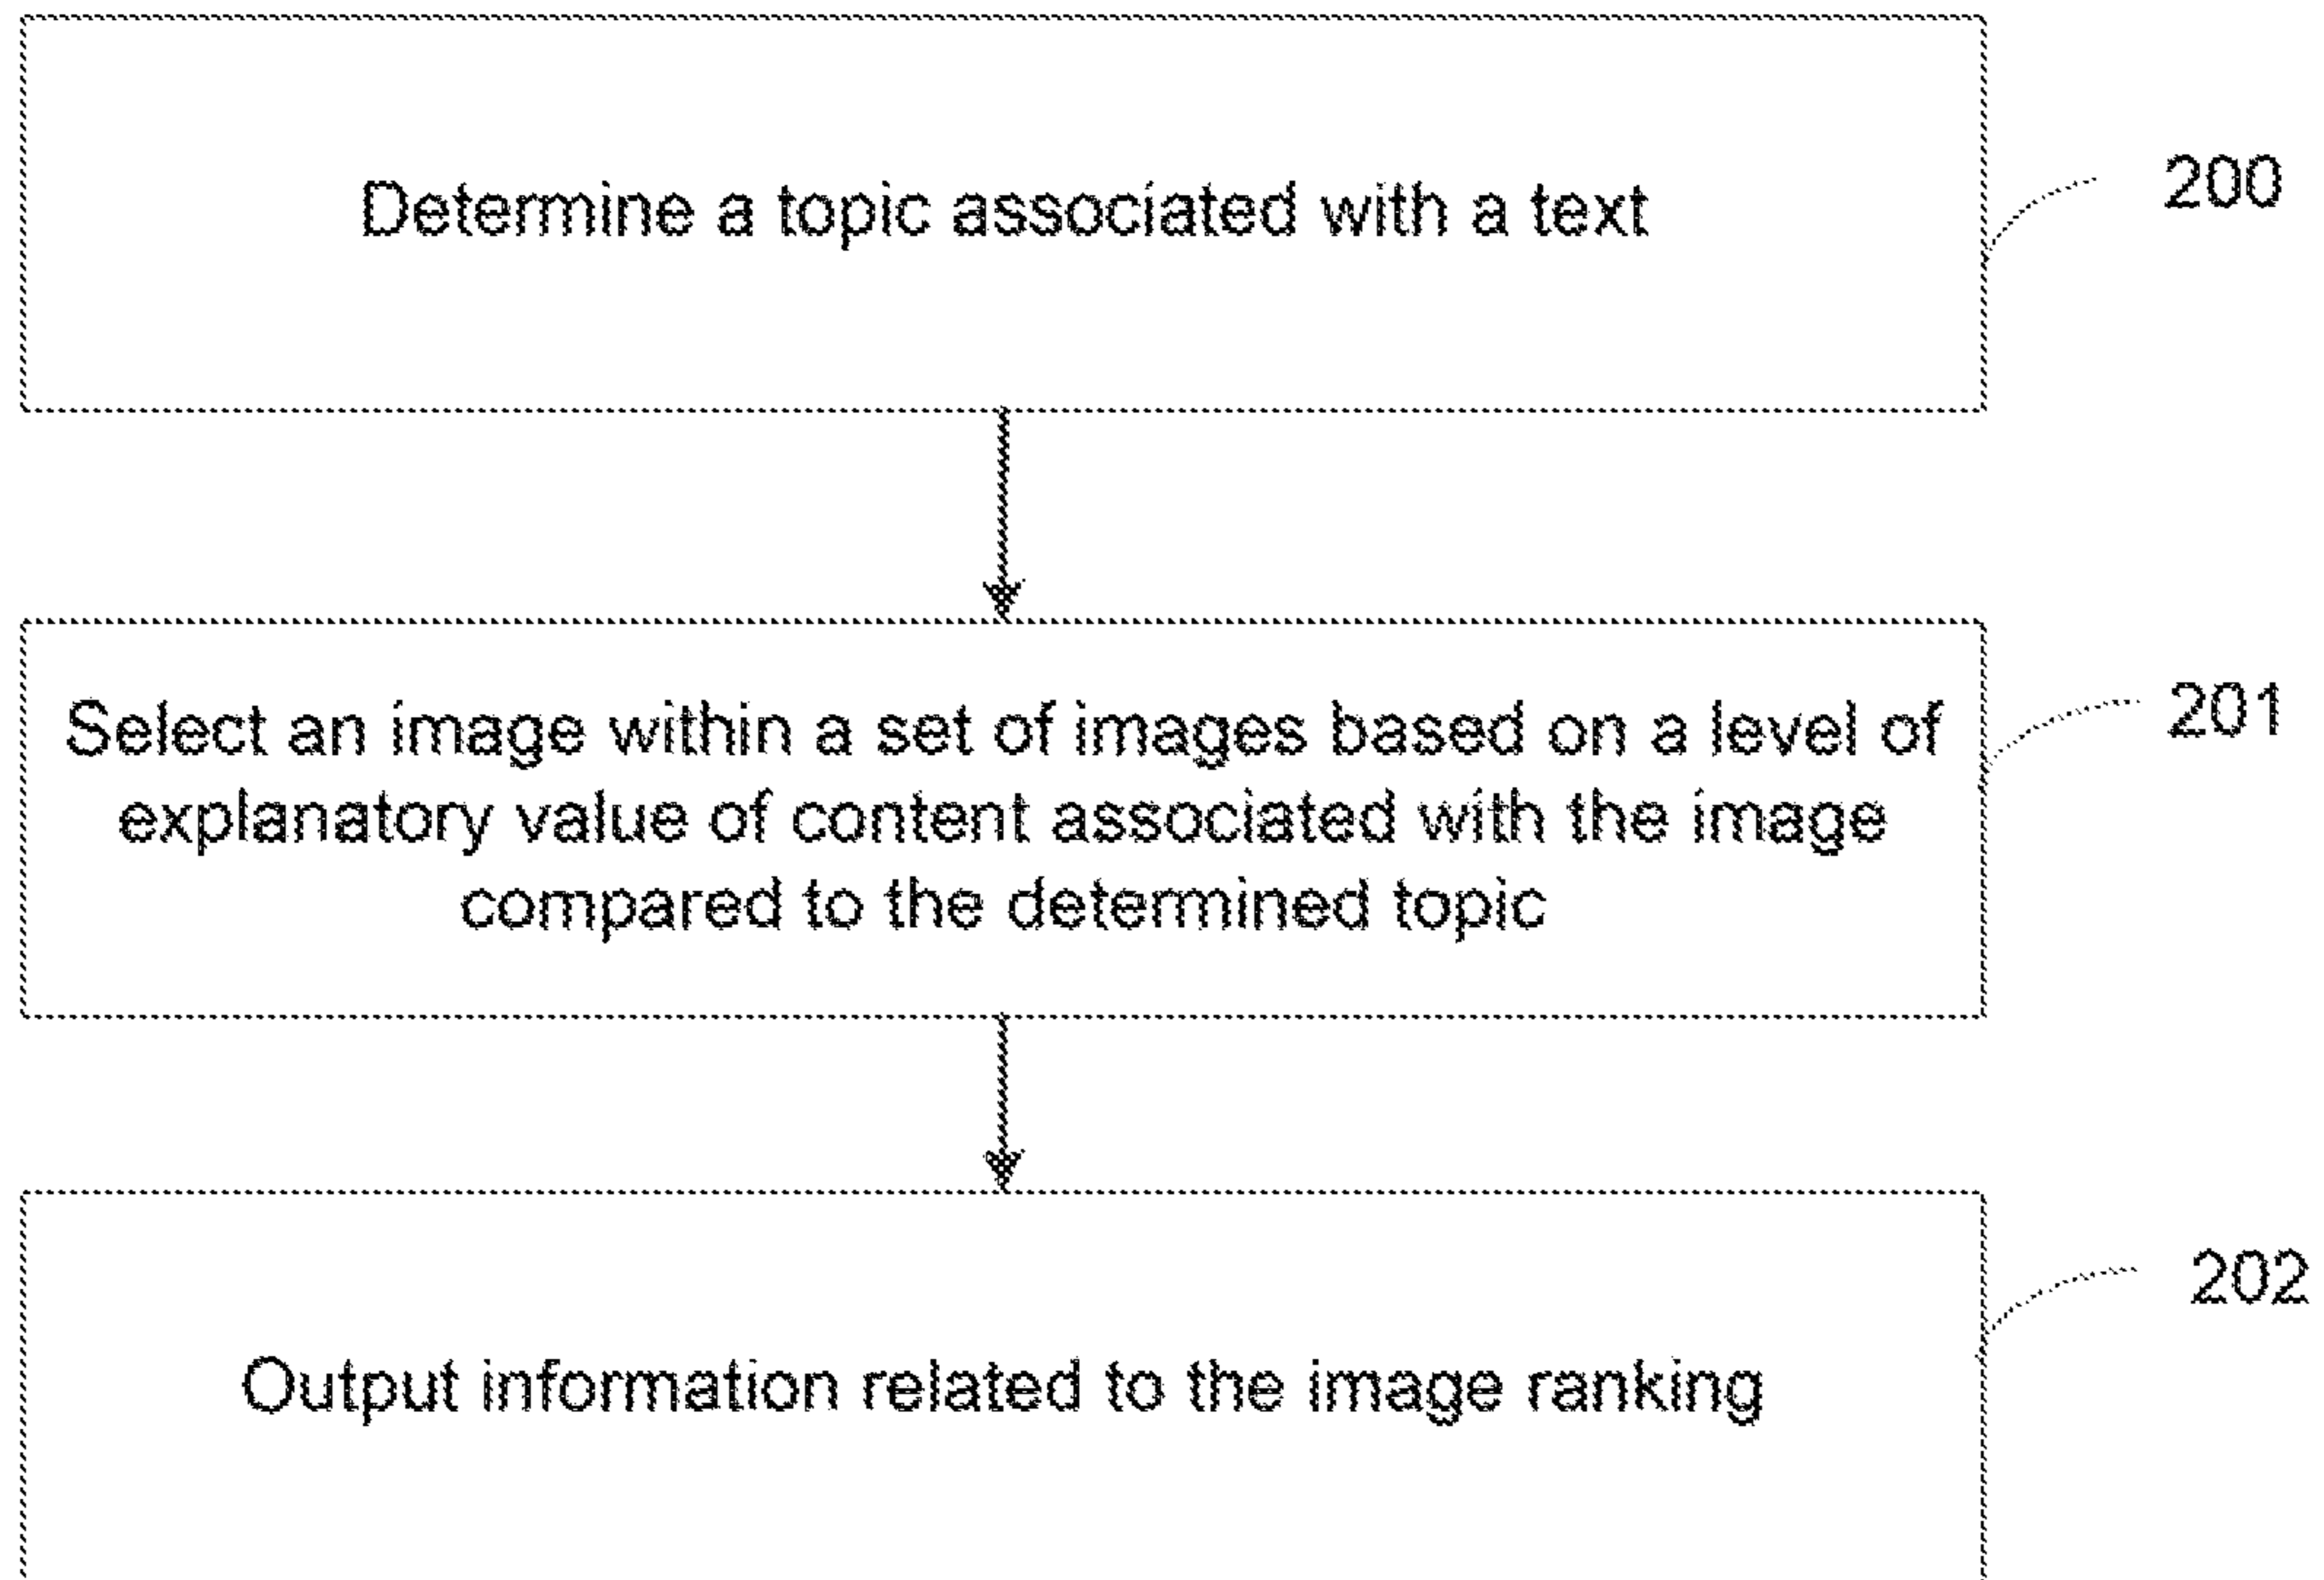 Determine a topic associated with a text
200
Select an image within a set of images based on a level of
explanatory value of content associated with the image
compared to the determined topic
201
Output information related to the image ranking
202